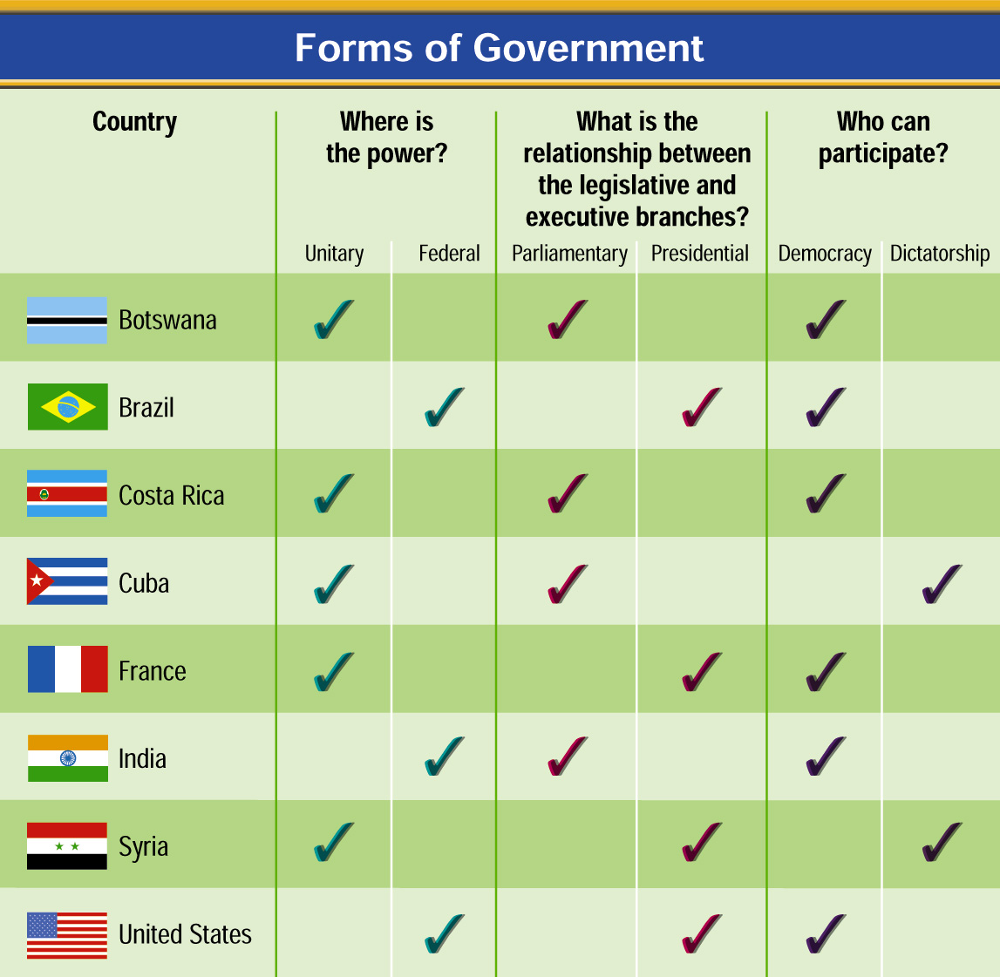 Forms of Government
Country
Where is
the power?
What is the
relationship between
the legislative and
executive branches?
Who can
participate?
Unitary
Federal
Parliamentary
Presidential
Democracy
Dictatorship
Botswana
Brazil
Costa Rica
Cuba
France
India
Syria
United States